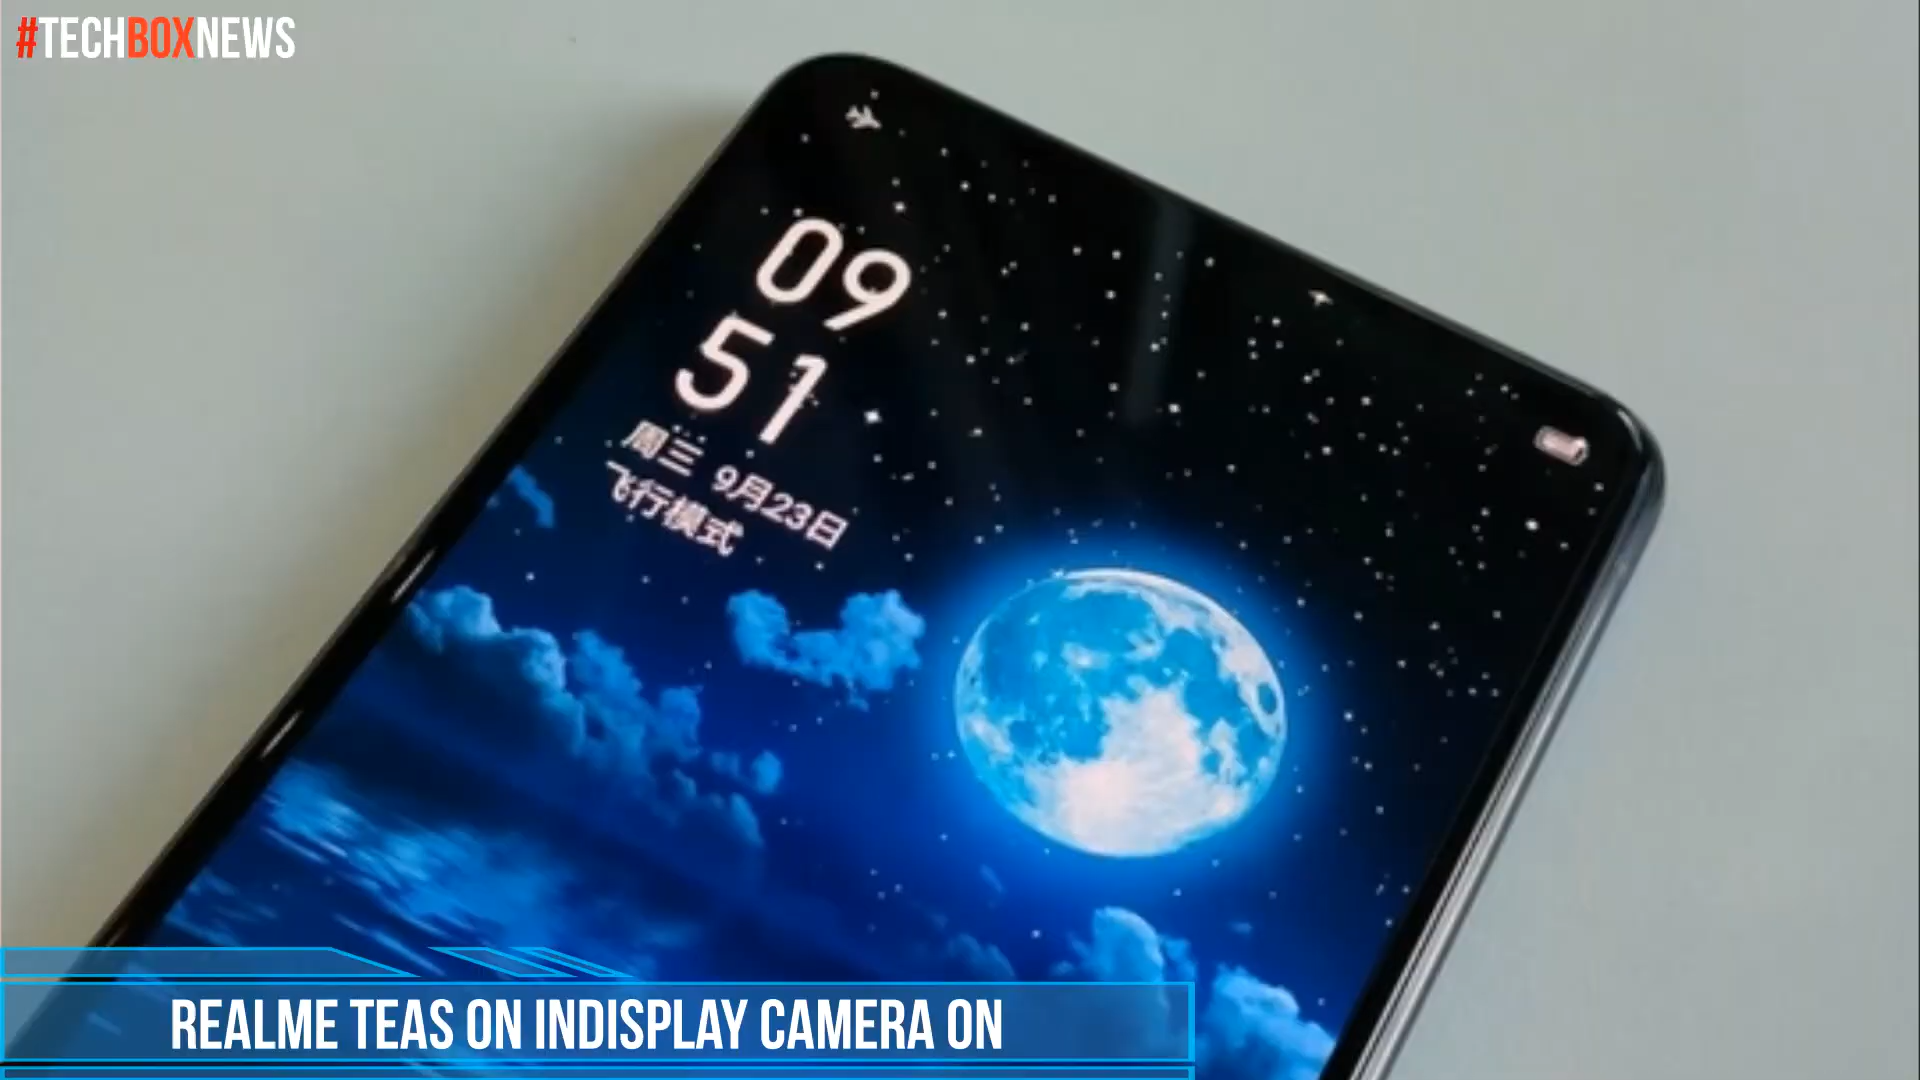 #TECHBOXNEWS
09
51
周三 9月23日
飞行模式
REALME TEAS ON INDISPLAY CAMERA ON